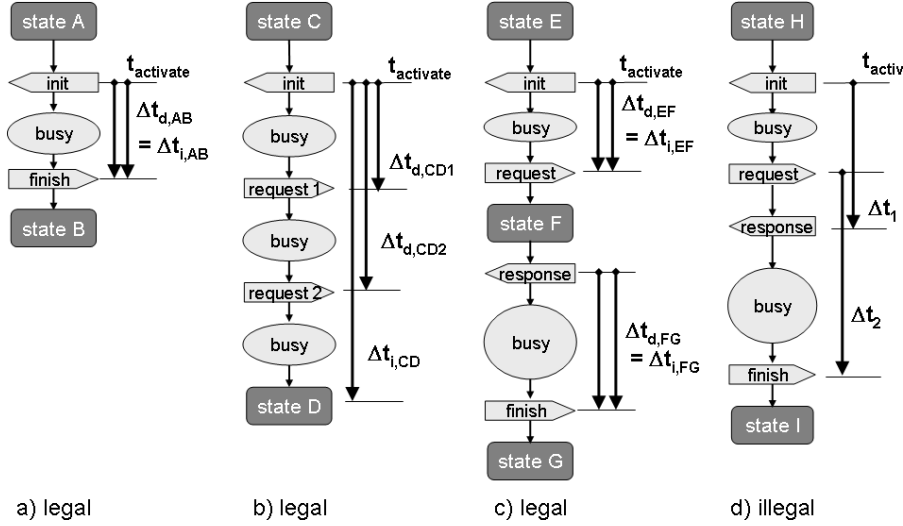 state A
init
t_activate
busy
Δt_d,AB
= Δt_i,AB
finish
state B
a) legal
state C
init
t_activate
busy
Δt_d,CD1
request 1
busy
Δt_d,CD2
request 2
busy
Δt_i,CD
state D
b) legal
state E
init
t_activate
busy
Δt_d,EF
= Δt_i,EF
request
state F
response
busy
Δt_d,FG
= Δt_i,FG
finish
state G
c) legal
state H
init
t_activ
busy
request
Δt_1
response
busy
Δt_2
finish
state I
d) illegal